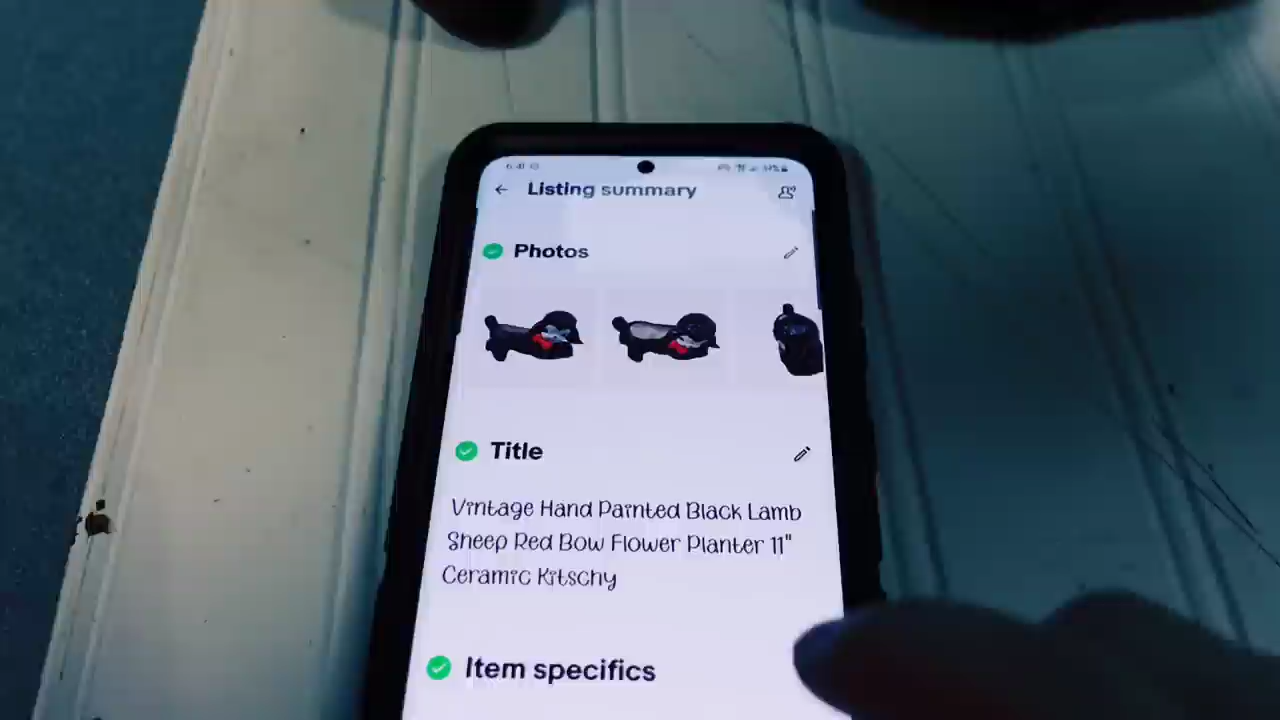 Listing summary
Photos
Title
Vintage Hand Painted Black Lamb
Sheep Red Bow Flower Planter 11"
Ceramic Kitschy
Item specifics